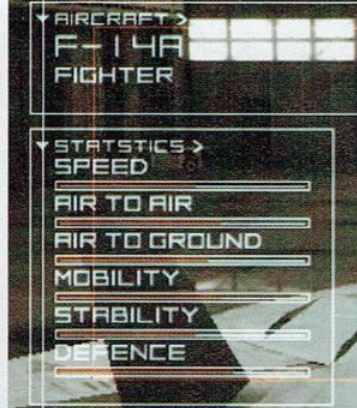 AIRCRAFT >
F-14A
FIGHTER
STATSTICS >
SPEED
AIR TO AIR
AIR TO GROUND
MOBILITY
STABILITY
DEFENCE